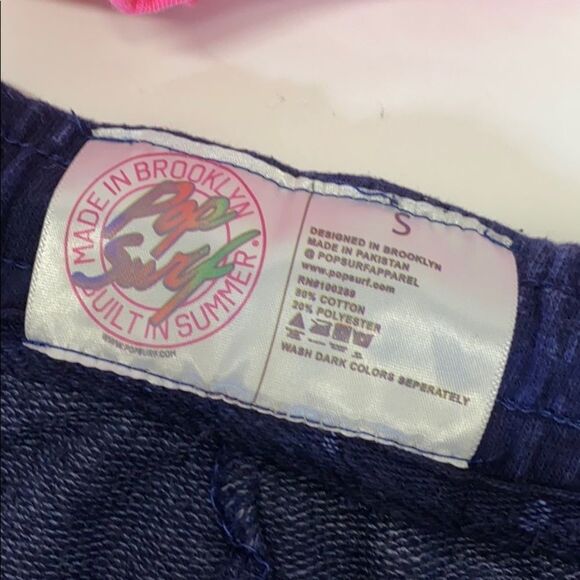 MADE IN BROOKLYN
Pop
Surf
BUILT IN SUMMER.®
WWW.POPSURF.COM
S
DESIGNED IN BROOKLYN
MADE IN PAKISTAN
@ POPSURFAPPAREL
www.popsurf.com
RN#100289
80% COTTON
20% POLYESTER
WASH DARK COLORS SEPERATELY